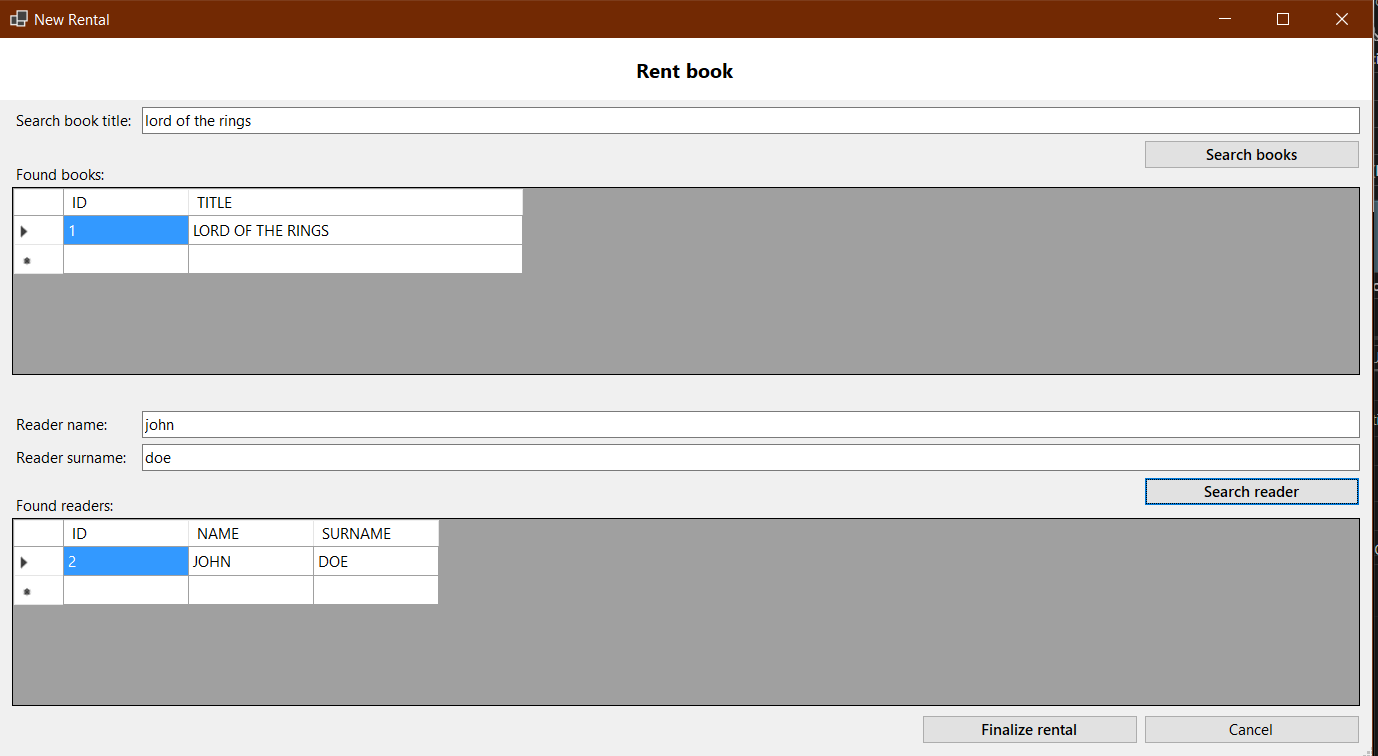 New Rental
Rent book
Search book title: lord of the rings
Search books
Found books:
ID TITLE
1 LORD OF THE RINGS
Reader name: john
Reader surname: doe
Search reader
Found readers:
ID NAME SURNAME
2 JOHN DOE
Finalize rental Cancel